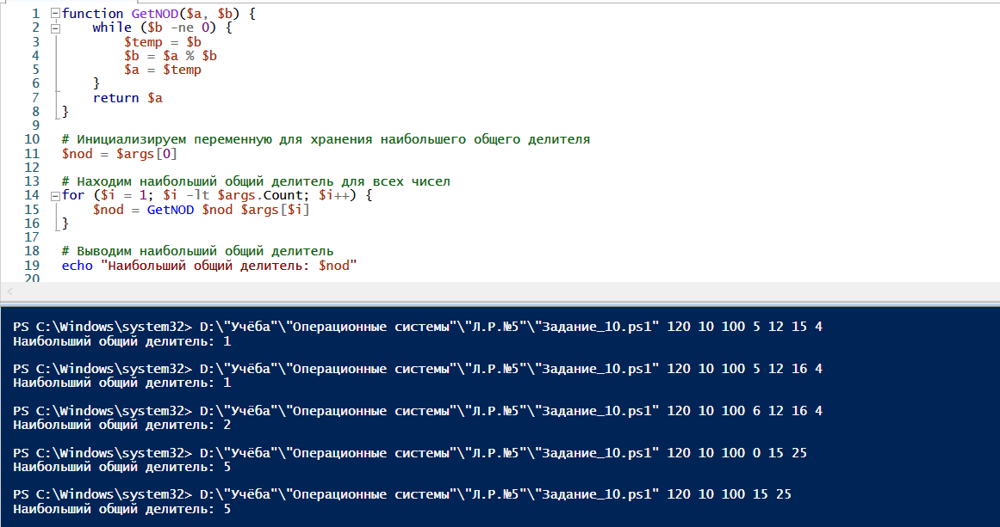 1 function GetNOD($a, $b) {
2 while ($b -ne 0) {
3 $temp = $b
4 $b = $a % $b
5 $a = $temp
6 }
7 return $a
8 }
9
10 # Инициализируем переменную для хранения наибольшего общего делителя
11 $nod = $args[0]
12
13 # Находим наибольший общий делитель для всех чисел
14 for ($i = 1; $i -lt $args.Count; $i++) {
15 $nod = GetNOD $nod $args[$i]
16 }
17
18 # Выводим наибольший общий делитель
19 echo "Наибольший общий делитель: $nod"
20
PS C:\Windows\system32> D:\"Учёба"\"Операционные системы"\"Л.Р.№5"\"Задание_10.ps1" 120 10 100 5 12 15 4
Наибольший общий делитель: 1
PS C:\Windows\system32> D:\"Учёба"\"Операционные системы"\"Л.Р.№5"\"Задание_10.ps1" 120 10 100 5 12 16 4
Наибольший общий делитель: 1
PS C:\Windows\system32> D:\"Учёба"\"Операционные системы"\"Л.Р.№5"\"Задание_10.ps1" 120 10 100 6 12 16 4
Наибольший общий делитель: 2
PS C:\Windows\system32> D:\"Учёба"\"Операционные системы"\"Л.Р.№5"\"Задание_10.ps1" 120 10 100 0 15 25
Наибольший общий делитель: 5
PS C:\Windows\system32> D:\"Учёба"\"Операционные системы"\"Л.Р.№5"\"Задание_10.ps1" 120 10 100 15 25
Наибольший общий делитель: 5